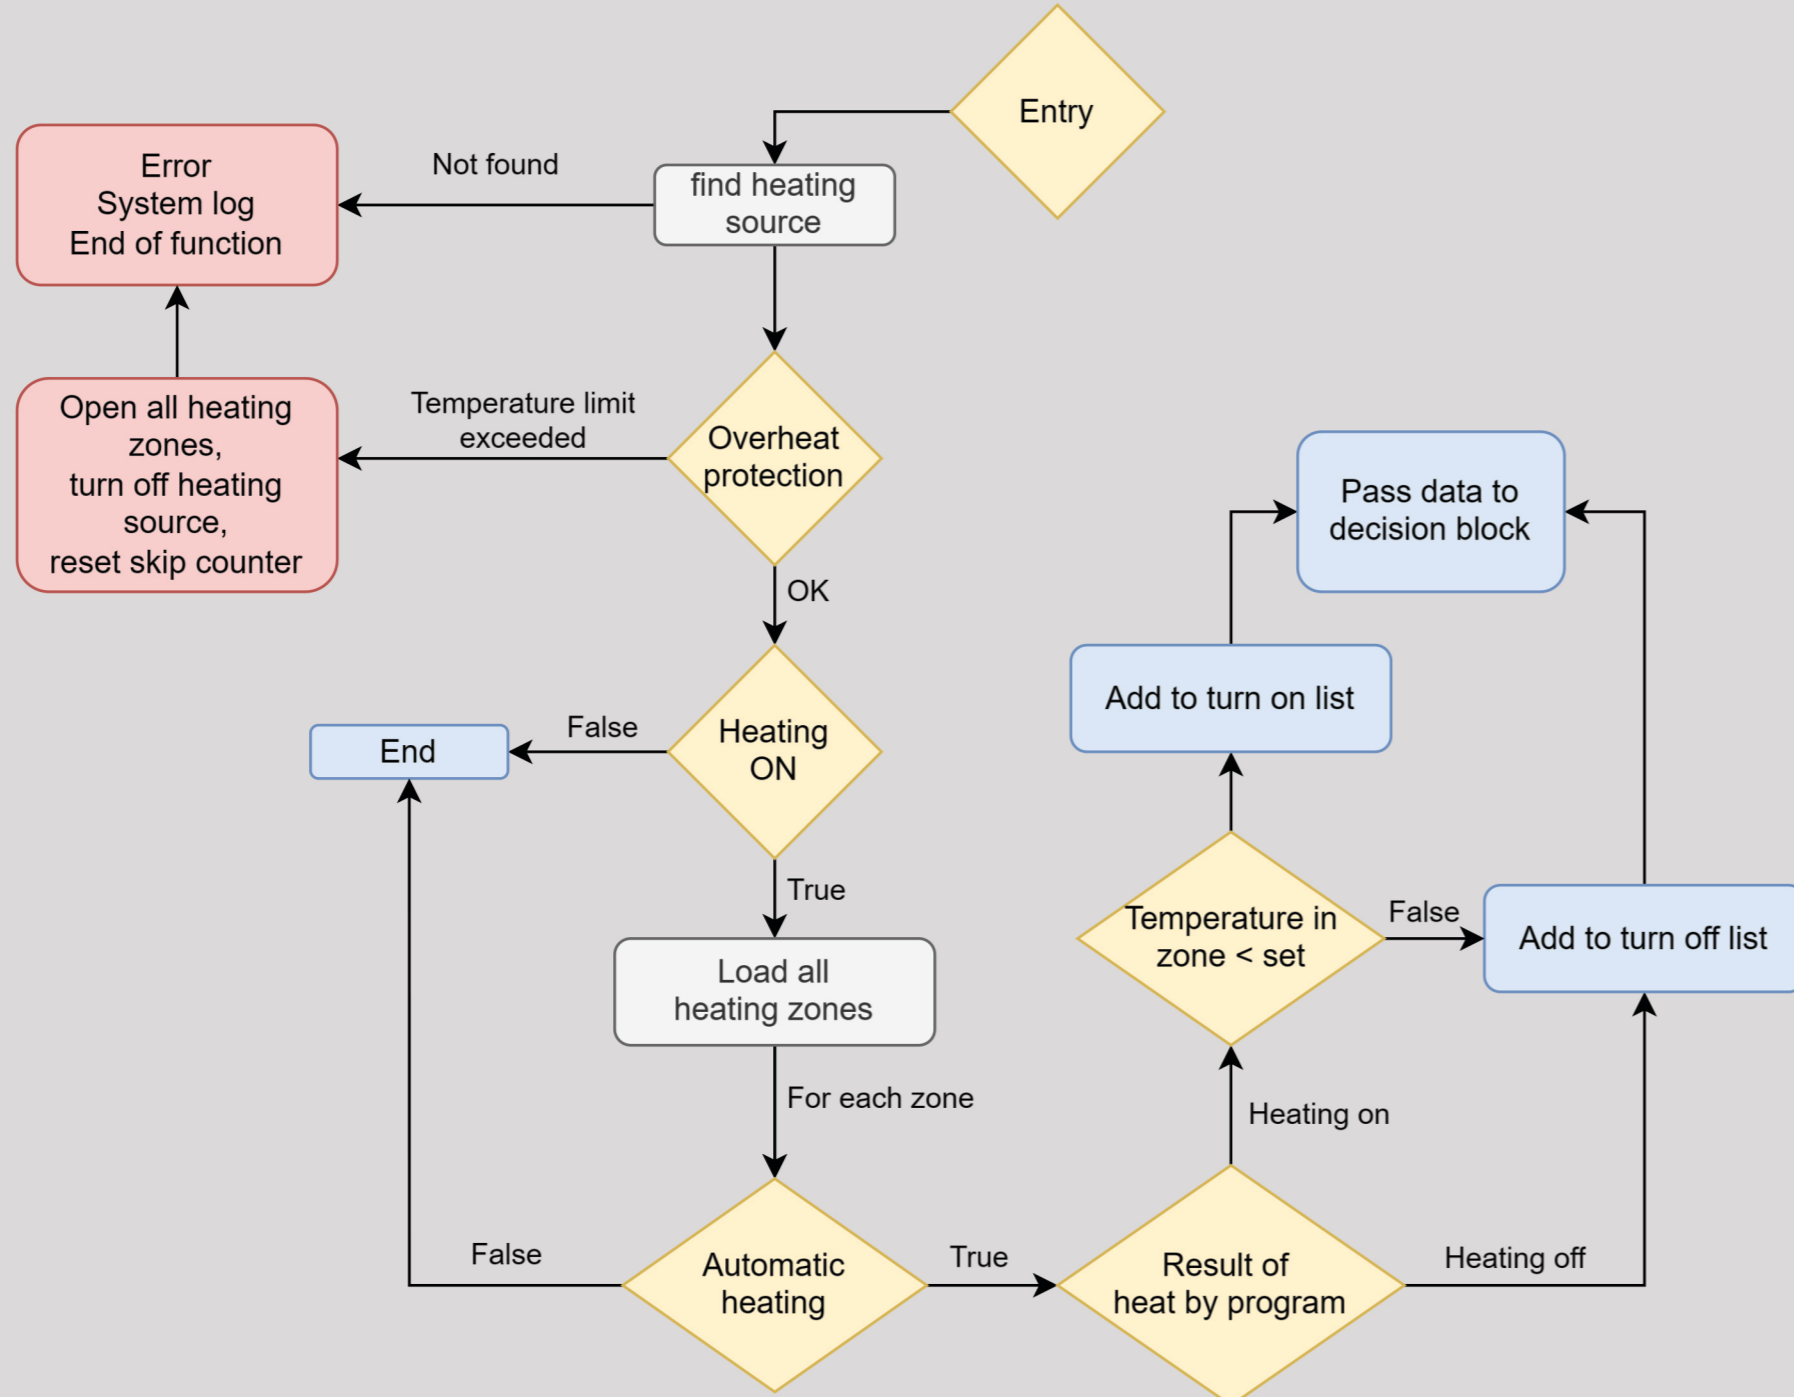 Entry
Error
System log
End of function
Not found
find heating
source
Open all heating
zones,
turn off heating
source,
reset skip counter
Temperature limit
exceeded
Overheat
protection
Pass data to
decision block
OK
Add to turn on list
End
False
Heating
ON
True
Temperature in
zone < set
False
Add to turn off list
Load all
heating zones
For each zone
Heating on
False
Automatic
heating
True
Result of
heat by program
Heating off